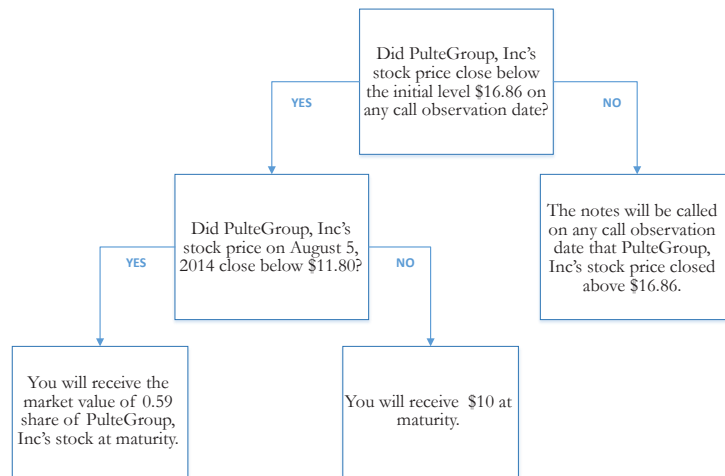 Did PulteGroup, Inc's
stock price close below
the initial level $16.86 on
any call observation date?
YES
NO
Did PulteGroup, Inc's
stock price on August 5,
2014 close below $11.80?
The notes will be called
on any call observation
date that PulteGroup,
Inc's stock price closed
above $16.86.
YES
NO
You will receive the
market value of 0.59
share of PulteGroup,
Inc's stock at maturity.
You will receive $10 at
maturity.